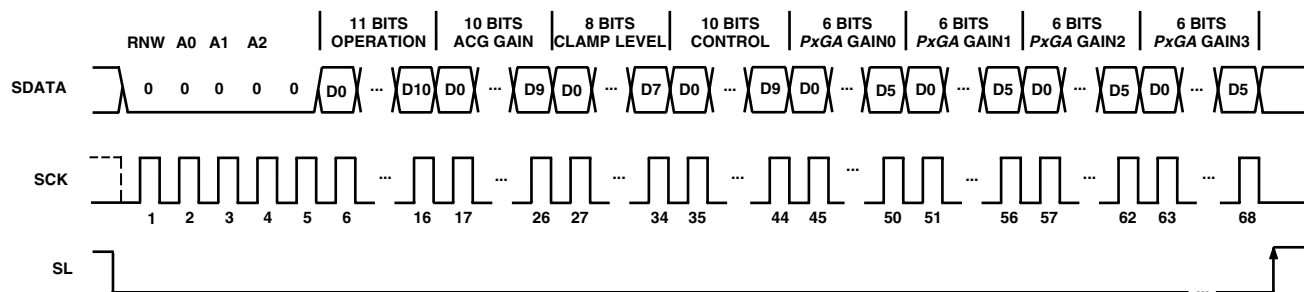 11 BITS 10 BITS 8 BITS 10 BITS 6 BITS 6 BITS 6 BITS 6 BITS
RNW A0 A1 A2 OPERATION ACG GAIN CLAMP LEVEL CONTROL PxGA GAIN0 PxGA GAIN1 PxGA GAIN2 PxGA GAIN3
SDATA 0 0 0 0 0 D0 ... D10 D0 ... D9 D0 ... D7 D0 ... D9 D0 ... D5 D0 ... D5 D0 ... D5 D0 ... D5
SCK ... ... ... ... ... ... ... ...
1 2 3 4 5 6 16 17 26 27 34 35 44 45 50 51 56 57 62 63 68
SL ...